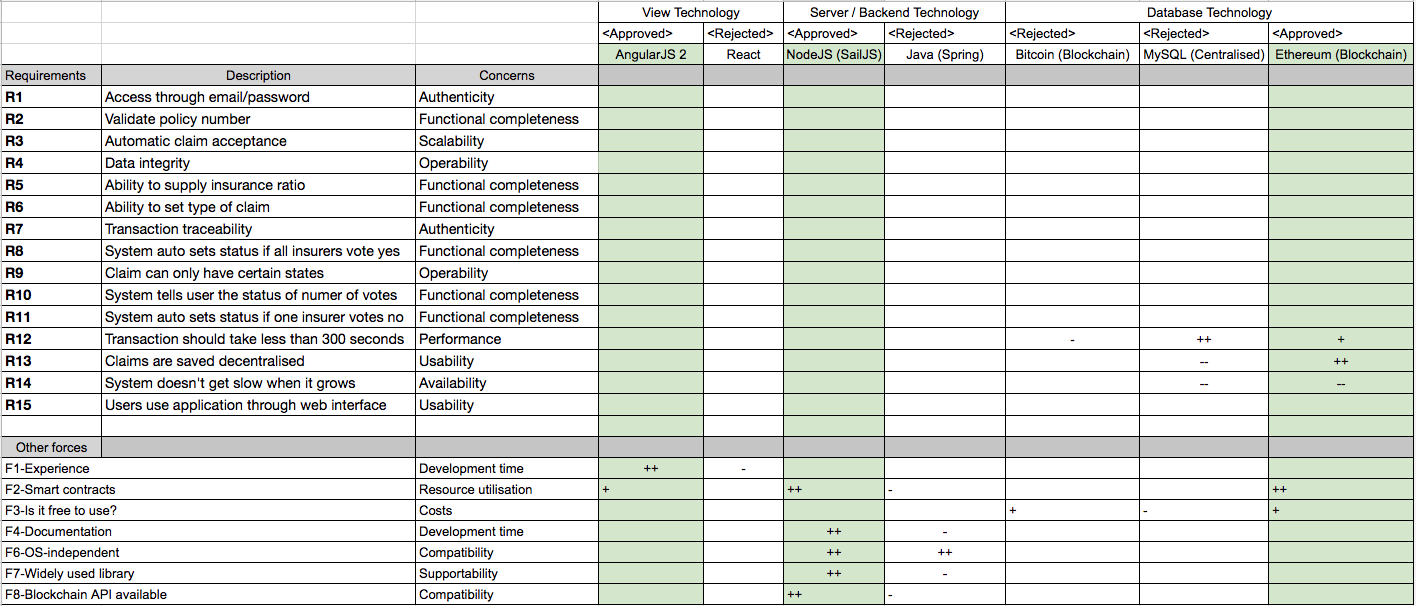 View Technology Server / Backend Technology Database Technology
<Approved> <Rejected> <Approved> <Rejected> <Rejected> <Rejected> <Approved>
AngularJS 2 React NodeJS (SailJS) Java (Spring) Bitcoin (Blockchain) MySQL (Centralised) Ethereum (Blockchain)
Requirements Description Concerns
R1 Access through email/password Authenticity
R2 Validate policy number Functional completeness
R3 Automatic claim acceptance Scalability
R4 Data integrity Operability
R5 Ability to supply insurance ratio Functional completeness
R6 Ability to set type of claim Functional completeness
R7 Transaction traceability Authenticity
R8 System auto sets status if all insurers vote yes Functional completeness
R9 Claim can only have certain states Operability
R10 System tells user the status of numer of votes Functional completeness
R11 System auto sets status if one insurer votes no Functional completeness
R12 Transaction should take less than 300 seconds Performance - ++ +
R13 Claims are saved decentralised Usability -- ++
R14 System doesn't get slow when it grows Availability -- --
R15 Users use application through web interface Usability
Other forces
F1-Experience Development time ++ -
F2-Smart contracts Resource utilisation + ++ - ++
F3-Is it free to use? Costs + - +
F4-Documentation Development time ++ -
F6-OS-independent Compatibility ++ ++
F7-Widely used library Supportability ++ -
F8-Blockchain API available Compatibility ++ -